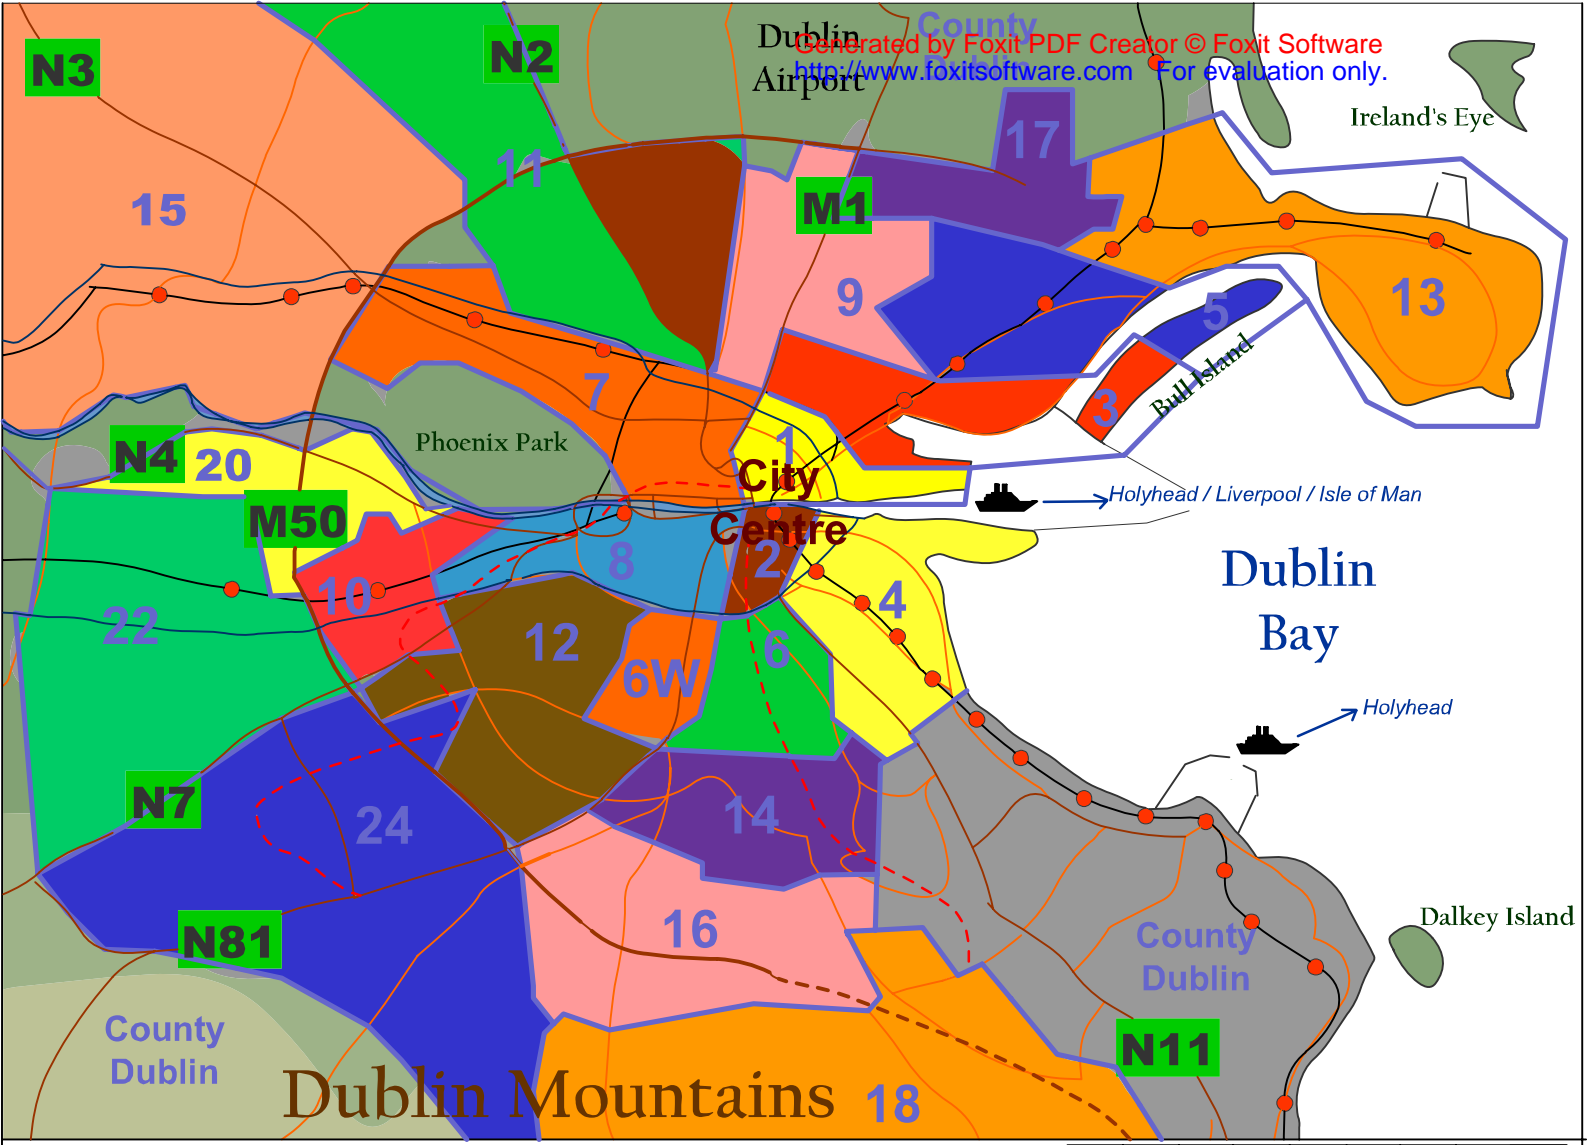 Dublin
Airport
County
Dublin
Generated by Foxit PDF Creator © Foxit Software
http://www.foxitsoftware.com   For evaluation only.
N3
N2
Ireland's Eye
17
11
15
M1
9
13
5
Bull Island
3
7
Phoenix Park
1
N4
20
City
Centre
Holyhead / Liverpool / Isle of Man
M50
8
2
Dublin
Bay
10
4
22
12
6
6W
Holyhead
N7
24
14
16
N81
Dalkey Island
County
Dublin
County
Dublin
N11
Dublin Mountains
18